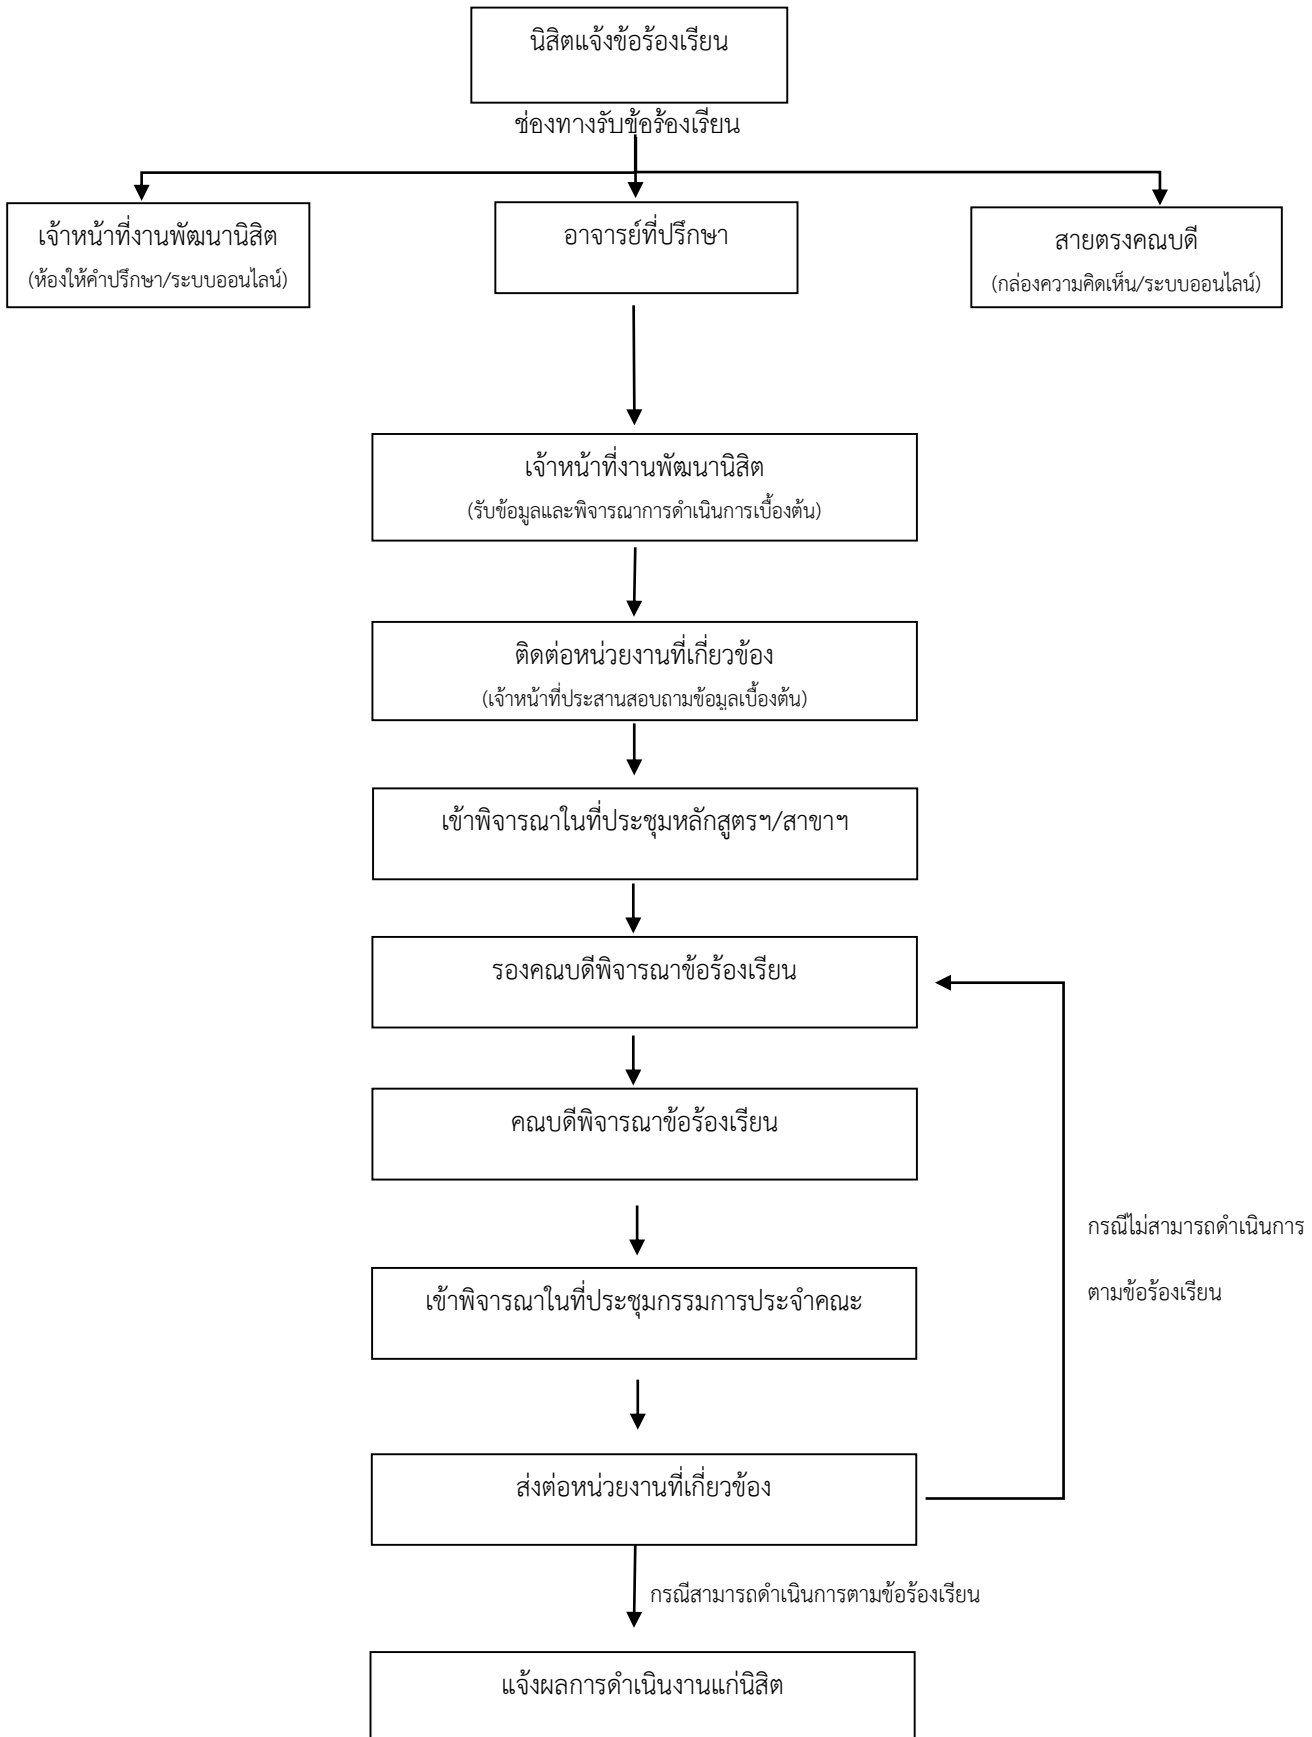 นิสิตแจ้งข้อร้องเรียน
ช่องทางรับข้อร้องเรียน
เจ้าหน้าที่งานพัฒนานิสิต
(ห้องให้คำปรึกษา/ระบบออนไลน์)
อาจารย์ที่ปรึกษา
สายตรงคณบดี
(กล่องความคิดเห็น/ระบบออนไลน์)
เจ้าหน้าที่งานพัฒนานิสิต
(รับข้อมูลและพิจารณาการดำเนินการเบื้องต้น)
ติดต่อหน่วยงานที่เกี่ยวข้อง
(เจ้าหน้าที่ประสานสอบถามข้อมูลเบื้องต้น)
เข้าพิจารณาในที่ประชุมหลักสูตรฯ/สาขาฯ
รองคณบดีพิจารณาข้อร้องเรียน
คณบดีพิจารณาข้อร้องเรียน
กรณีไม่สามารถดำเนินการ
ตามข้อร้องเรียน
เข้าพิจารณาในที่ประชุมกรรมการประจำคณะ
ส่งต่อหน่วยงานที่เกี่ยวข้อง
กรณีสามารถดำเนินการตามข้อร้องเรียน
แจ้งผลการดำเนินงานแก่นิสิต